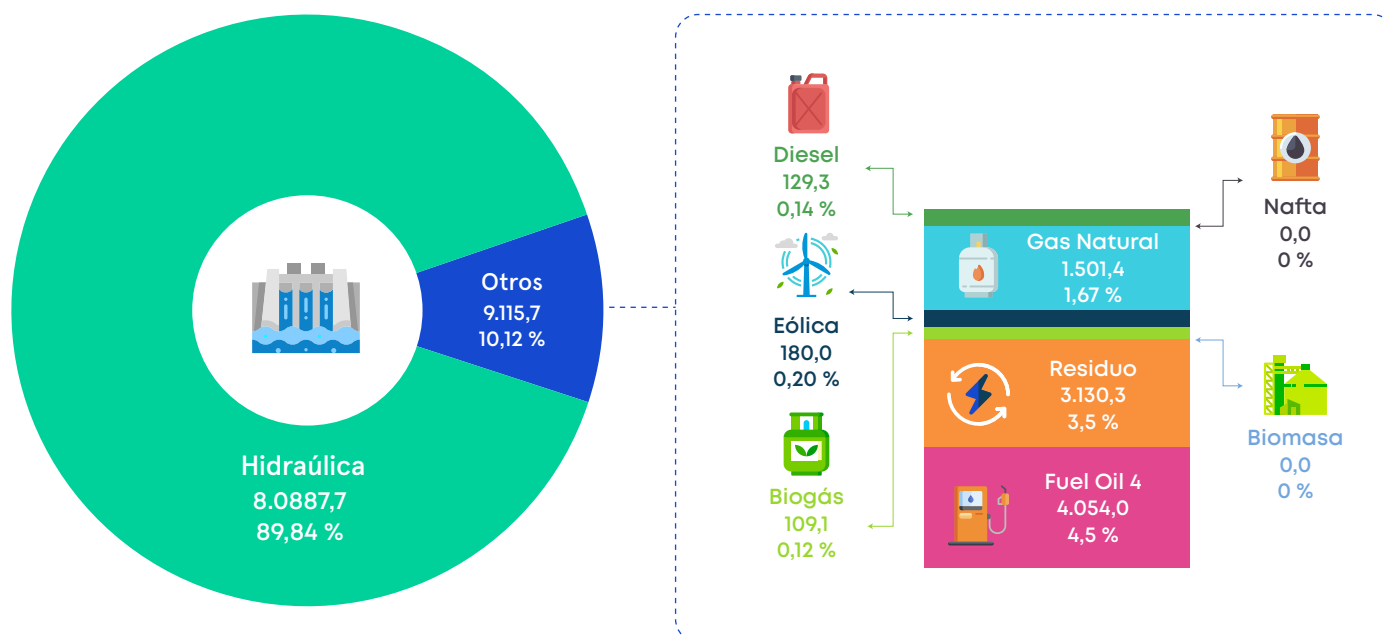 Hidraúlica
8.0887,7
89,84 %
Otros
9.115,7
10,12 %
Diesel
129,3
0,14 %
Eólica
180,0
0,20 %
Biogás
109,1
0,12 %
Gas Natural
1.501,4
1,67 %
Residuo
3.130,3
3,5 %
Fuel Oil 4
4.054,0
4,5 %
Nafta
0,0
0 %
Biomasa
0,0
0 %